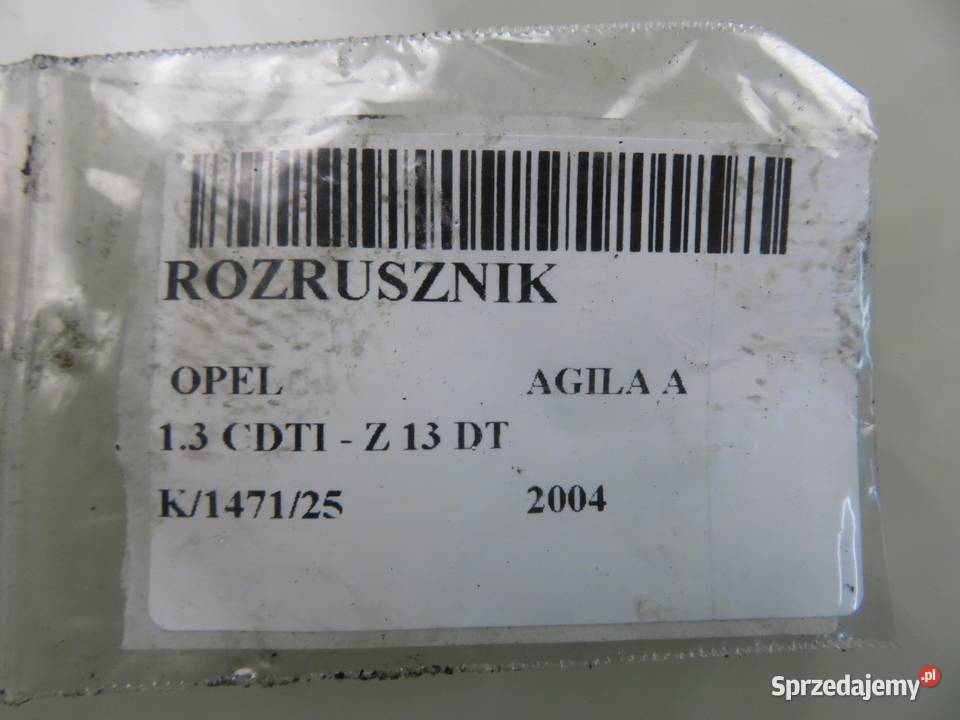 ROZRUSZNIK
OPEL AGILA A
1.3 CDTI - Z 13 DT
K/1471/25 2004
Sprzedajemy.pl